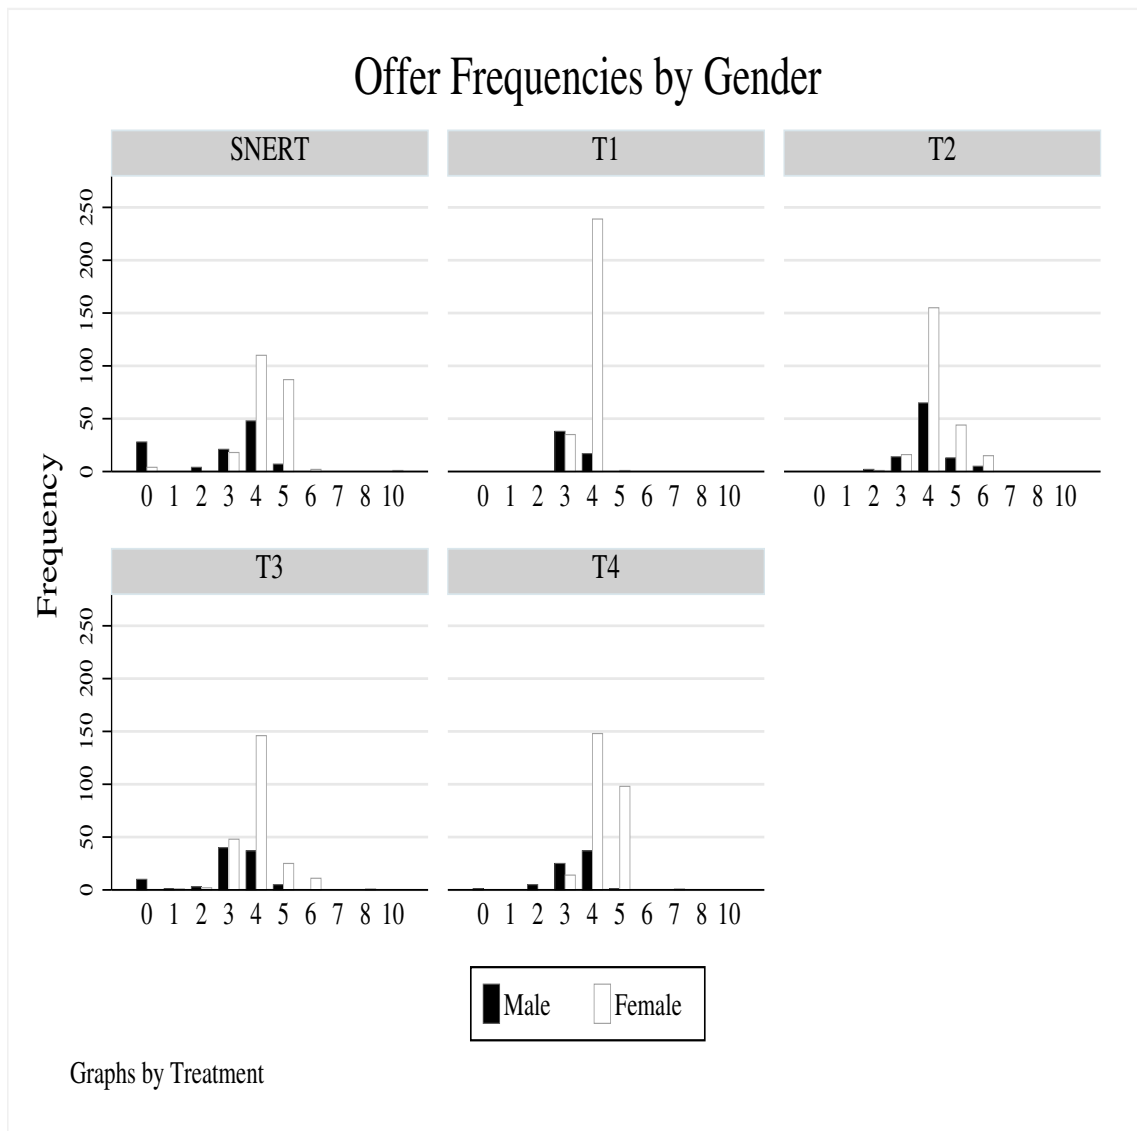 Offer Frequencies by Gender
SNERT T1 T2
250
200
150
100
50
0
0 1 2 3 4 5 6 7 8 10 0 1 2 3 4 5 6 7 8 10 0 1 2 3 4 5 6 7 8 10
Frequency
T3 T4
250
200
150
100
50
0
0 1 2 3 4 5 6 7 8 10 0 1 2 3 4 5 6 7 8 10
Male Female
Graphs by Treatment